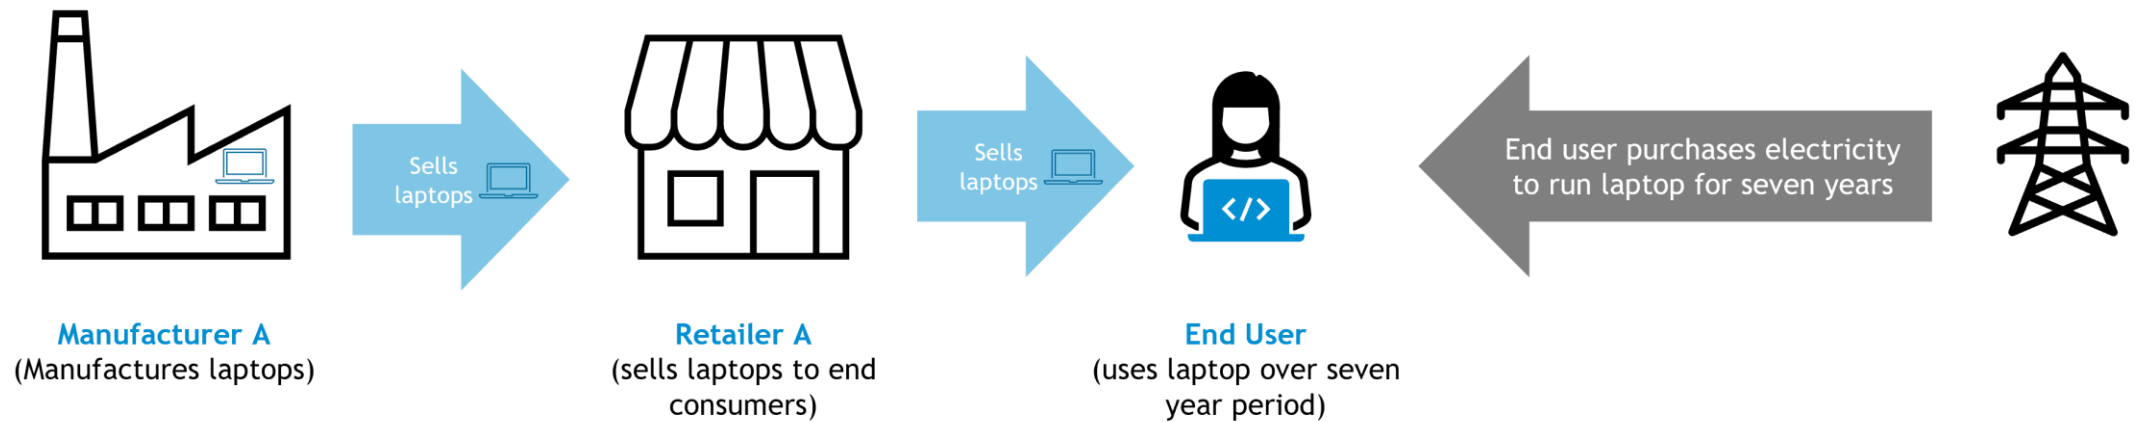 Sells
laptops
Sells
laptops
</>
End user purchases electricity
to run laptop for seven years
Manufacturer A
(Manufactures laptops)
Retailer A
(sells laptops to end
consumers)
End User
(uses laptop over seven
year period)